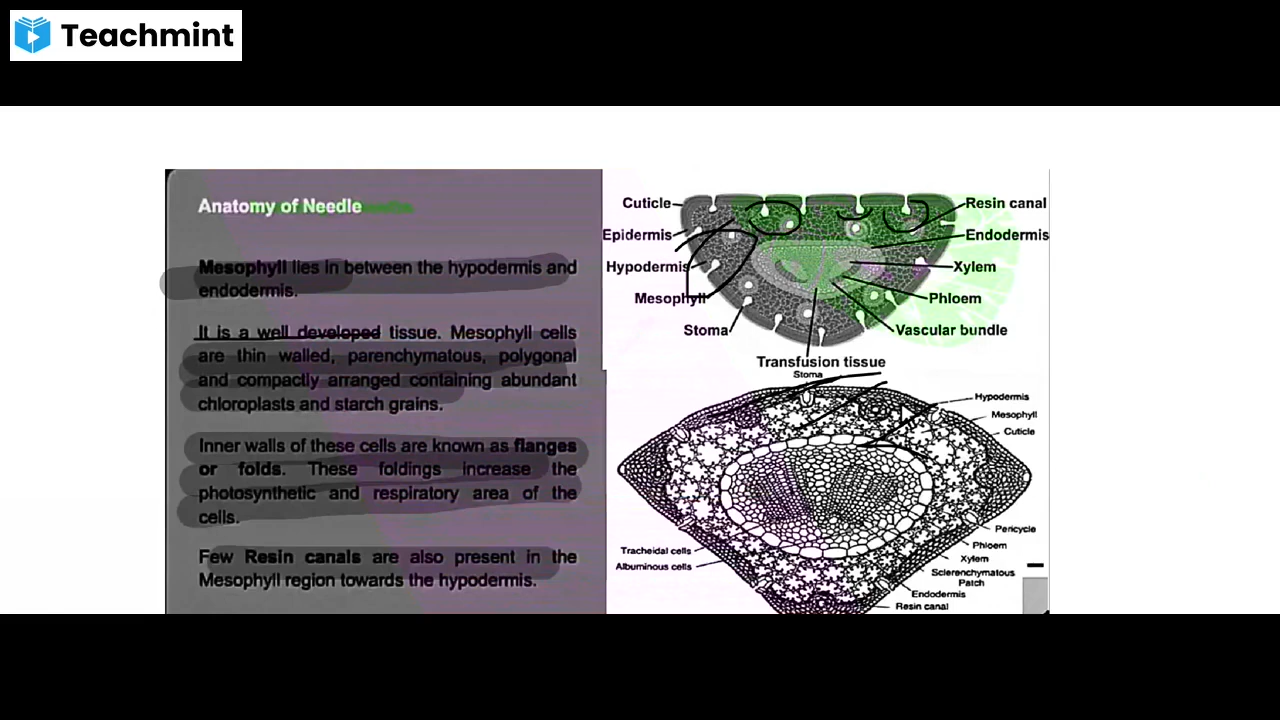 Teachmint
Anatomy of Needle
Mesophyll lies in between the hypodermis and
endodermis.
It is a well developed tissue. Mesophyll cells
are thin walled, parenchymatous, polygonal
and compactly arranged containing abundant
chloroplasts and starch grains.
Inner walls of these cells are known as flanges
or folds. These foldings increase the
photosynthetic and respiratory area of the
cells.
Few Resin canals are also present in the
Mesophyll region towards the hypodermis.
Cuticle
Epidermis
Hypodermis
Mesophyll
Stoma
Resin canal
Endodermis
Xylem
Phloem
Vascular bundle
Transfusion tissue
Stoma
Hypodermis
Mesophyll
Cuticle
Tracheidal cells
Albuminous cells
Pericycle
Phloem
Xylem
Sclerenchymatous
Patch
Endodermis
Resin canal